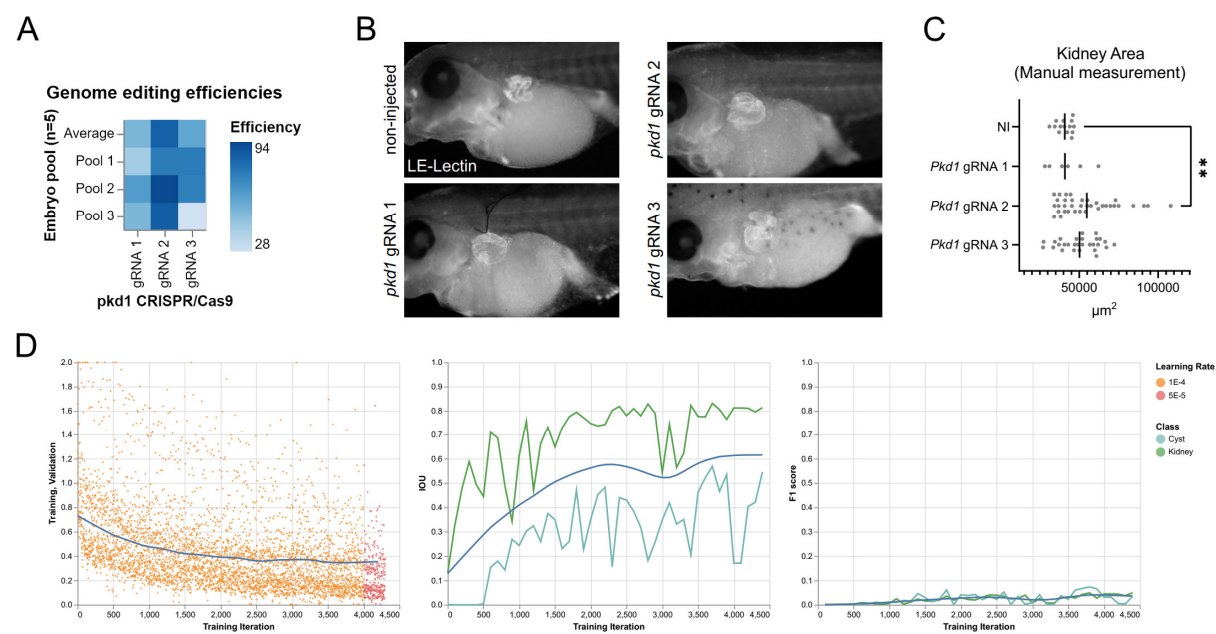 A
Genome editing efficiencies
Embryo pool (n=5)
Average
Pool 1
Pool 2
Pool 3
gRNA 1
gRNA 2
gRNA 3
pkd1 CRISPR/Cas9
Efficiency
94
28
B
non-injected
LE-Lectin
pkd1 gRNA 2
pkd1 gRNA 1
pkd1 gRNA 3
C
Kidney Area
(Manual measurement)
NI
Pkd1 gRNA 1
Pkd1 gRNA 2
Pkd1 gRNA 3
**
50000 100000
µm²
D
Training, Validation
2.0
1.8
1.6
1.4
1.2
1.0
0.8
0.6
0.4
0.2
0.0
0 500 1,000 1,500 2,000 2,500 3,000 3,500 4,000 4,500
Training Iteration
IOU
1.0
0.9
0.8
0.7
0.6
0.5
0.4
0.3
0.2
0.1
0.0
0 500 1,000 1,500 2,000 2,500 3,000 3,500 4,000 4,500
Training Iteration
F1 score
1.0
0.9
0.8
0.7
0.6
0.5
0.4
0.3
0.2
0.1
0.0
0 500 1,000 1,500 2,000 2,500 3,000 3,500 4,000 4,500
Training Iteration
Learning Rate
1E-4
5E-5
Class
Cyst
Kidney